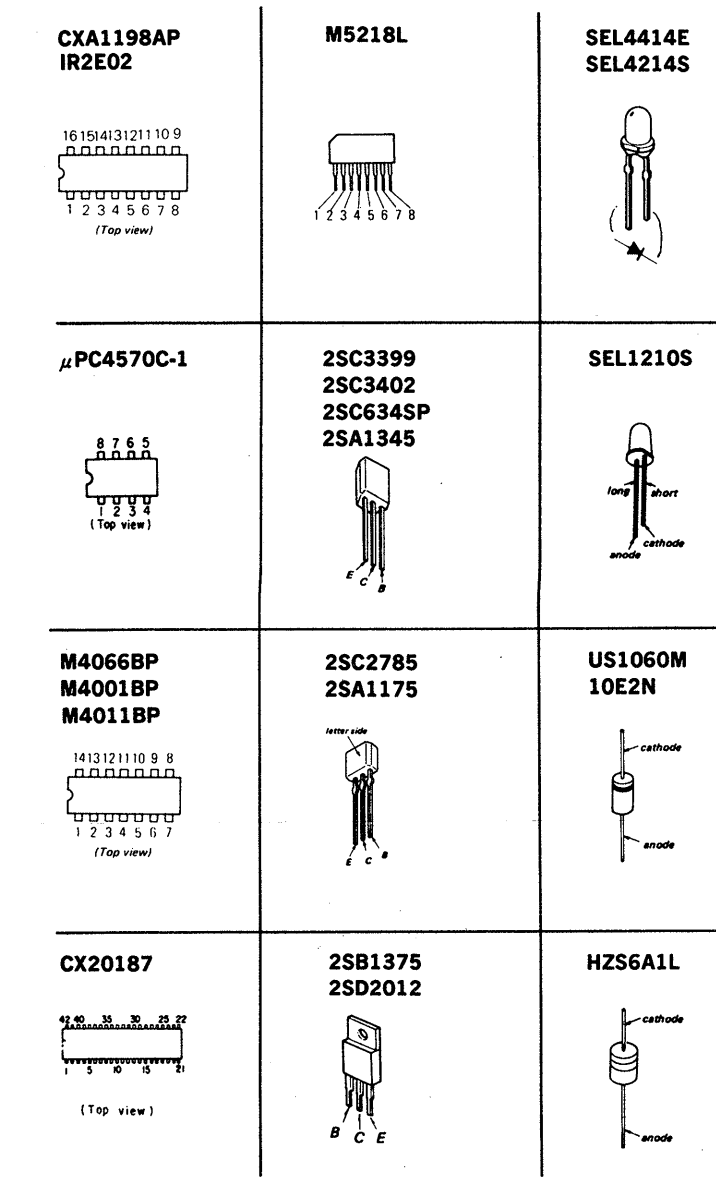 CXA1198AP
IR2E02
16 15 14 13 12 11 10 9
1 2 3 4 5 6 7 8
(Top view)
M5218L
1 2 3 4 5 6 7 8
SEL4414E
SEL4214S
μPC4570C-1
8 7 6 5
1 2 3 4
(Top view)
2SC3399
2SC3402
2SC634SP
2SA1345
E C B
SEL1210S
long short
cathode
anode
M4066BP
M4001BP
M4011BP
14 13 12 11 10 9 8
1 2 3 4 5 6 7
(Top view)
2SC2785
2SA1175
letter side
E C B
US1060M
10E2N
cathode
anode
CX20187
42 40 35 30 25 22
1 5 10 15 21
(Top view)
2SB1375
2SD2012
B C E
HZS6A1L
cathode
anode